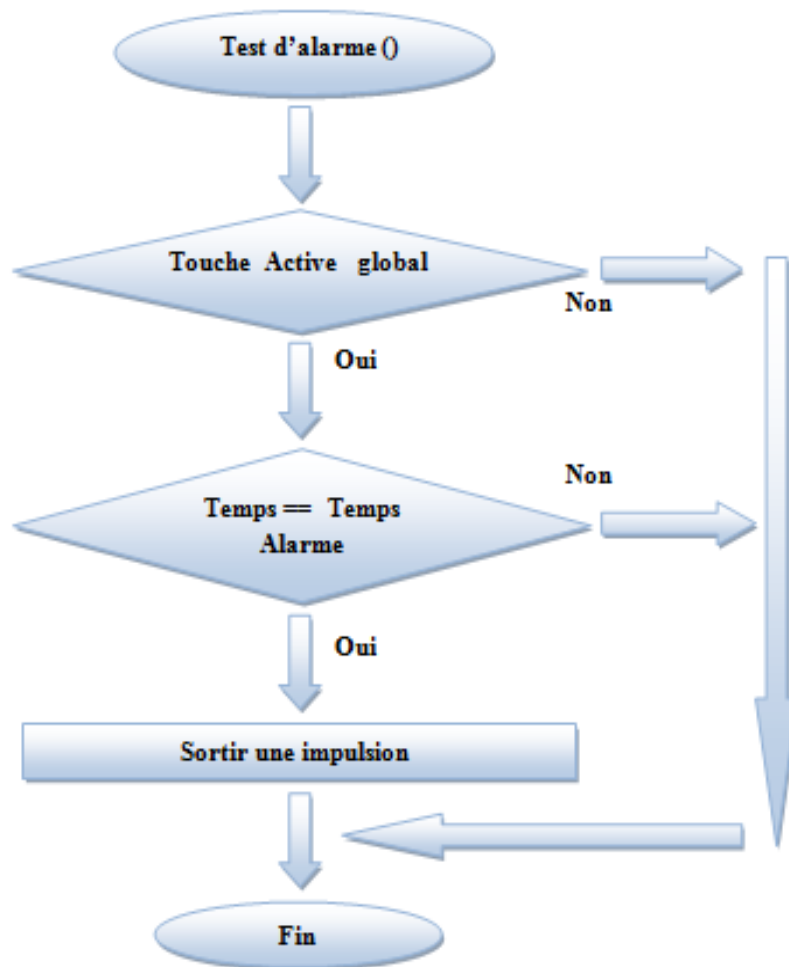 Test d'alarme ()
Touche Active global
Non
Oui
Non
Temps == Temps
Alarme
Oui
Sortir une impulsion
Fin